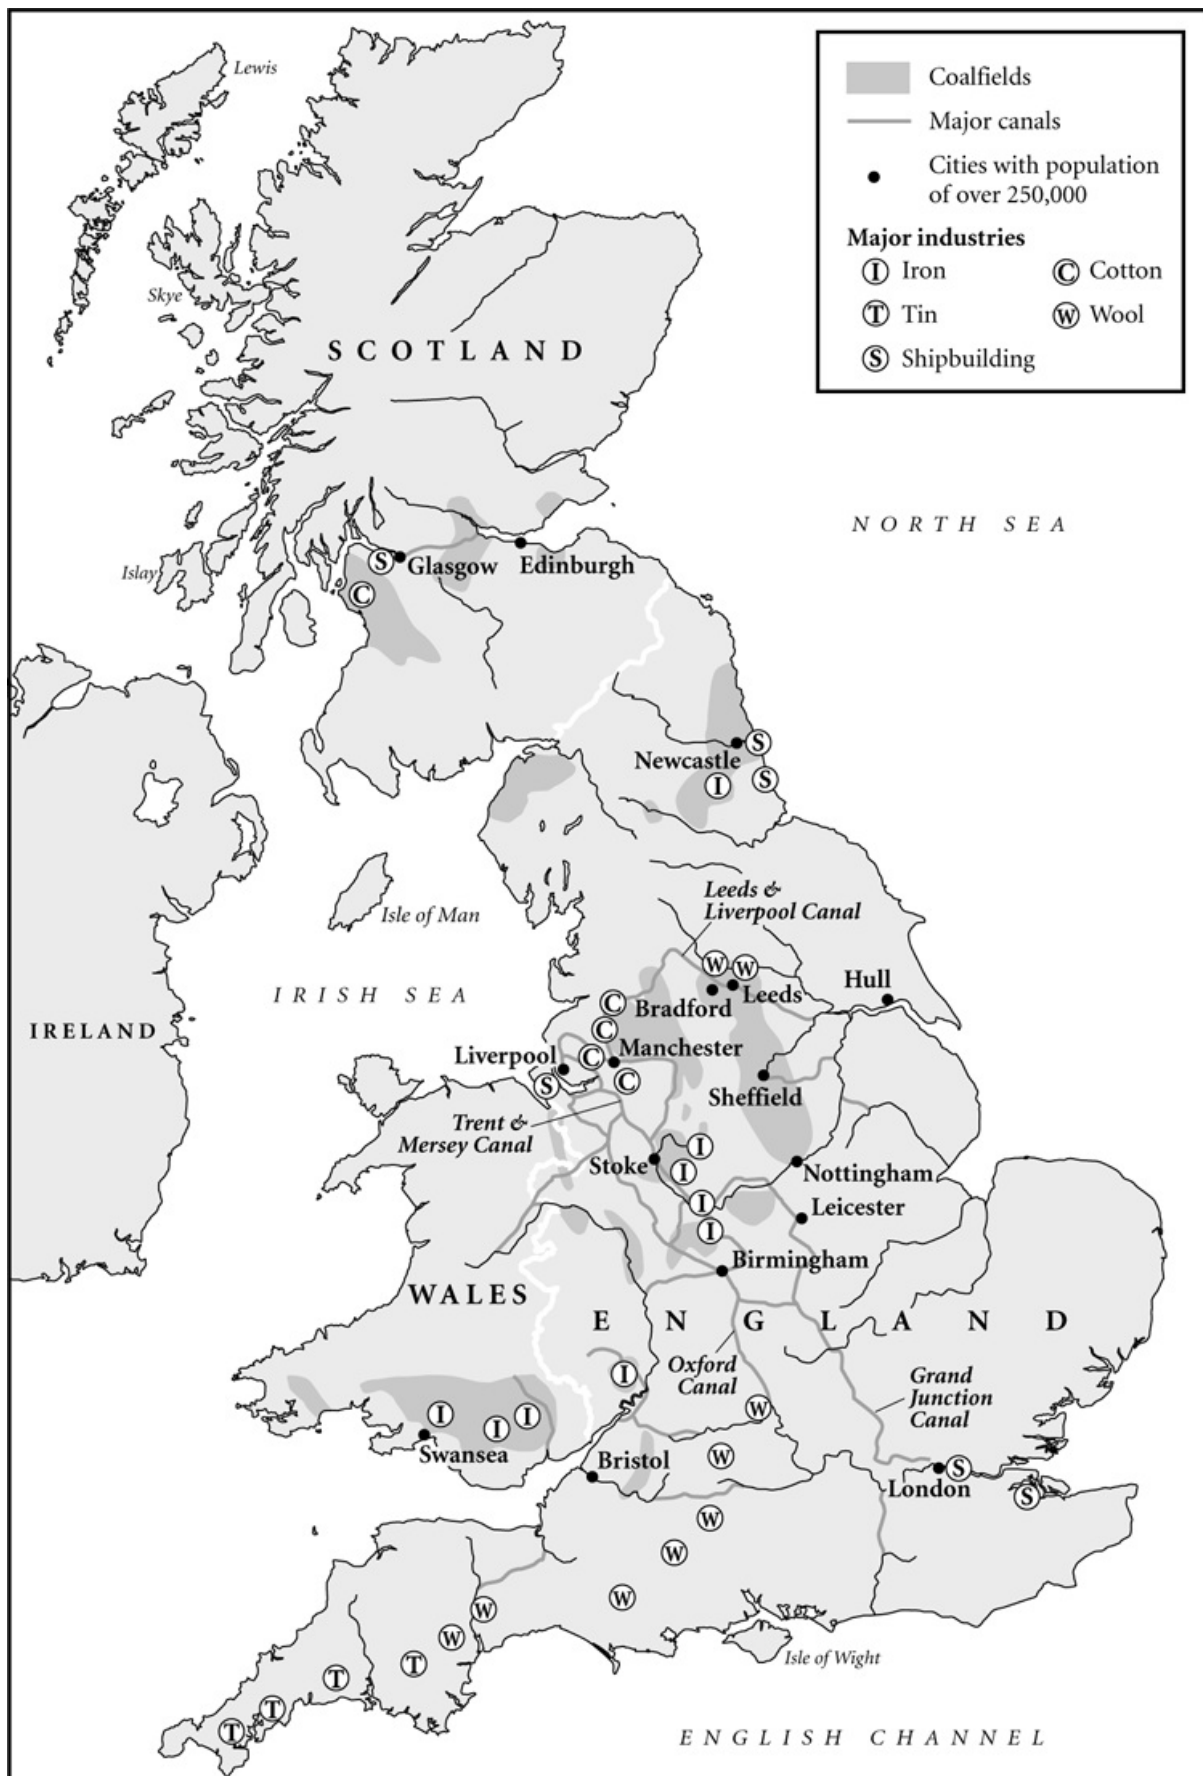 Lewis
Coalfields
Major canals
Cities with population
of over 250,000
Major industries
I Iron
C Cotton
T Tin
W Wool
S Shipbuilding
Skye
SCOTLAND
NORTH SEA
Islay
S
Glasgow
Edinburgh
C
Newcastle
S
I
S
Leeds &
Liverpool Canal
Isle of Man
IRISH SEA
W
W
Bradford
Leeds
Hull
IRELAND
C
C
C
Manchester
Liverpool
C
S
Sheffield
Trent &
Mersey Canal
I
Stoke
I
Nottingham
I
Leicester
I
Birmingham
WALES
ENGLAND
Oxford
Canal
I
Grand
Junction
Canal
W
I
I
I
Swansea
Bristol
W
London
S
S
W
W
W
W
W
Isle of Wight
T
T
T
T
ENGLISH CHANNEL